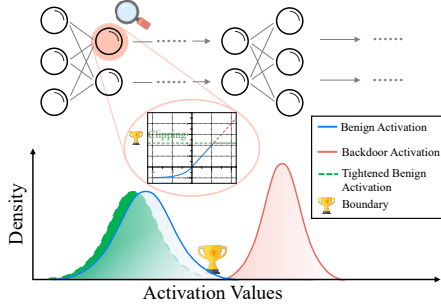 Clipping
Benign Activation
Backdoor Activation
Tightened Benign
Activation
Boundary
Density
Activation Values